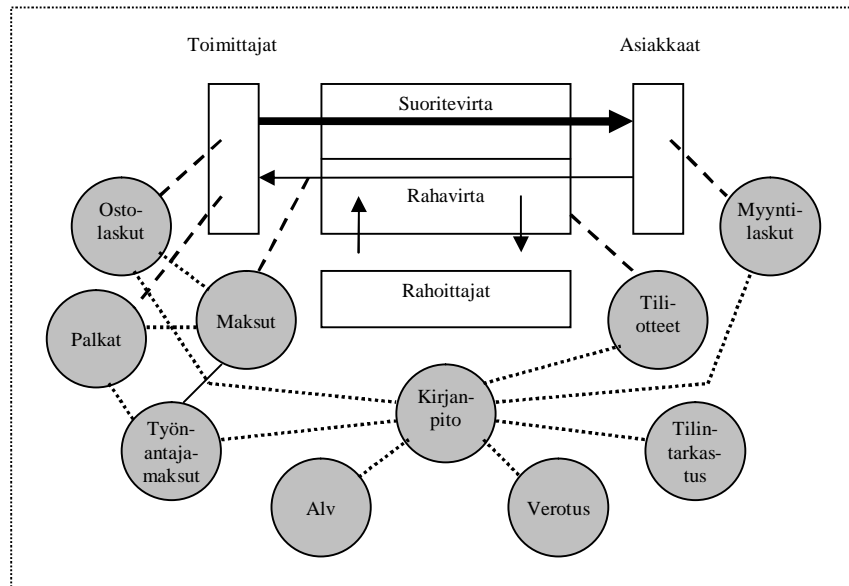 Toimittajat
Asiakkaat
Suoritevirta
Rahavirta
Rahoittajat
Osto-
laskut
Myynti-
laskut
Palkat
Maksut
Tili-
otteet
Kirjan-
pito
Työn-
antaja-
maksut
Tilin-
tarkas-
tus
Alv
Verotus